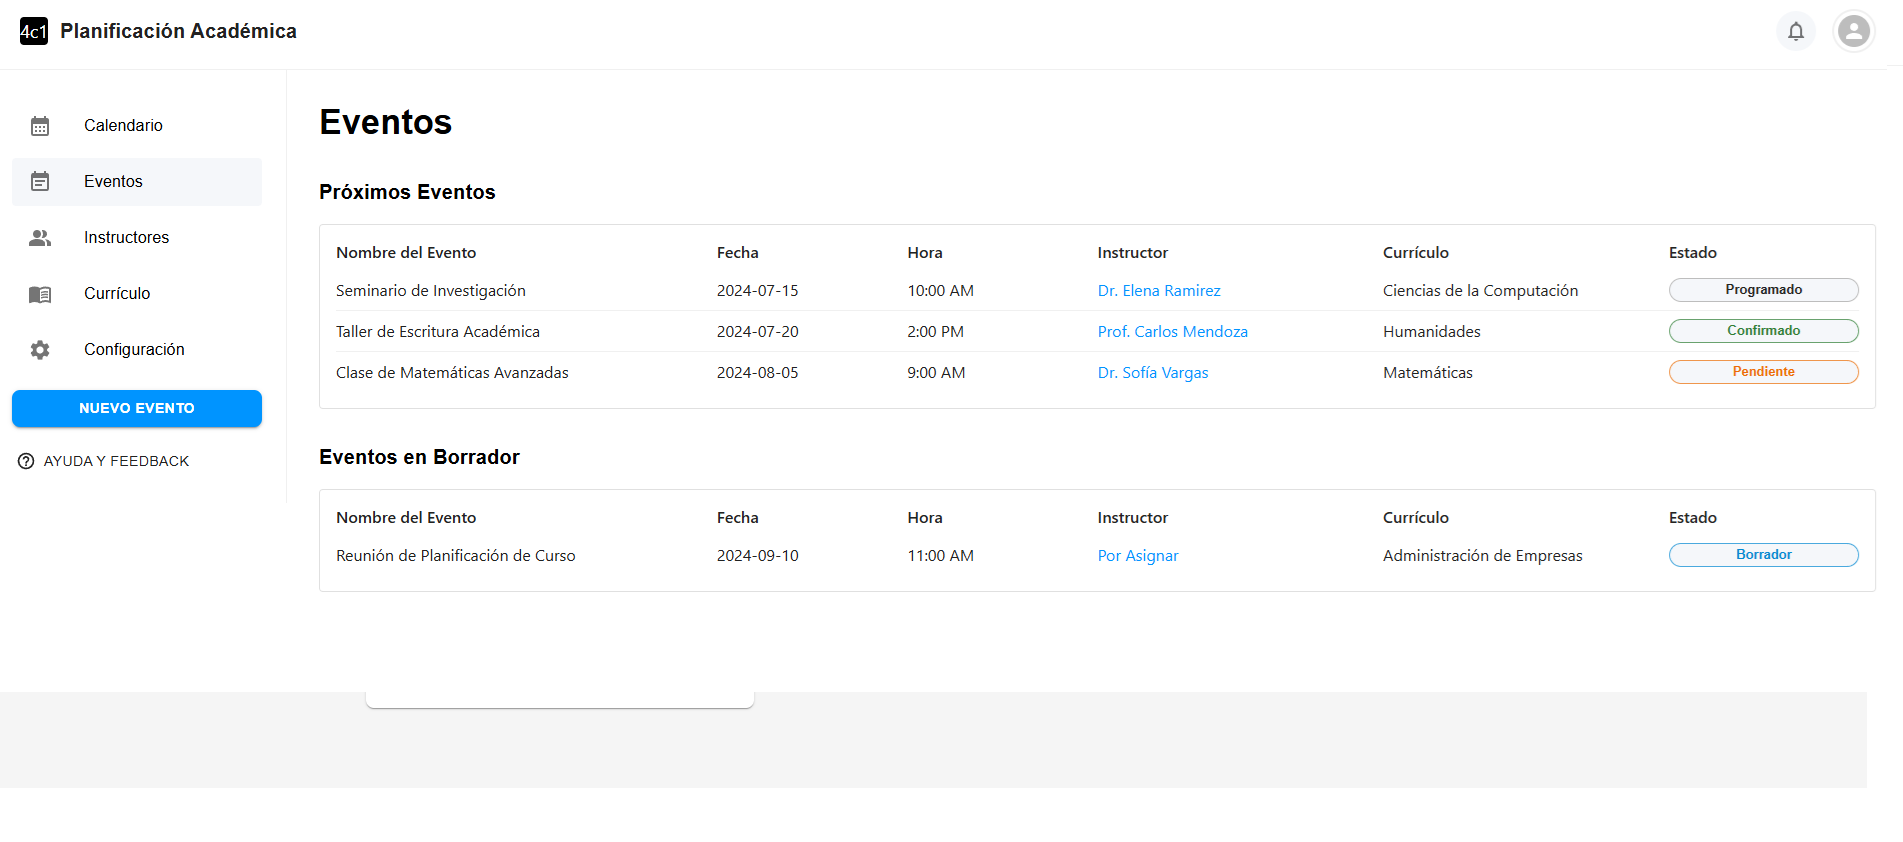 4c1 Planificación Académica
Calendario
Eventos
Instructores
Currículo
Configuración
NUEVO EVENTO
AYUDA Y FEEDBACK
Eventos
Próximos Eventos
Nombre del Evento Fecha Hora Instructor Currículo Estado
Seminario de Investigación 2024-07-15 10:00 AM Dr. Elena Ramirez Ciencias de la Computación Programado
Taller de Escritura Académica 2024-07-20 2:00 PM Prof. Carlos Mendoza Humanidades Confirmado
Clase de Matemáticas Avanzadas 2024-08-05 9:00 AM Dr. Sofía Vargas Matemáticas Pendiente
Eventos en Borrador
Nombre del Evento Fecha Hora Instructor Currículo Estado
Reunión de Planificación de Curso 2024-09-10 11:00 AM Por Asignar Administración de Empresas Borrador